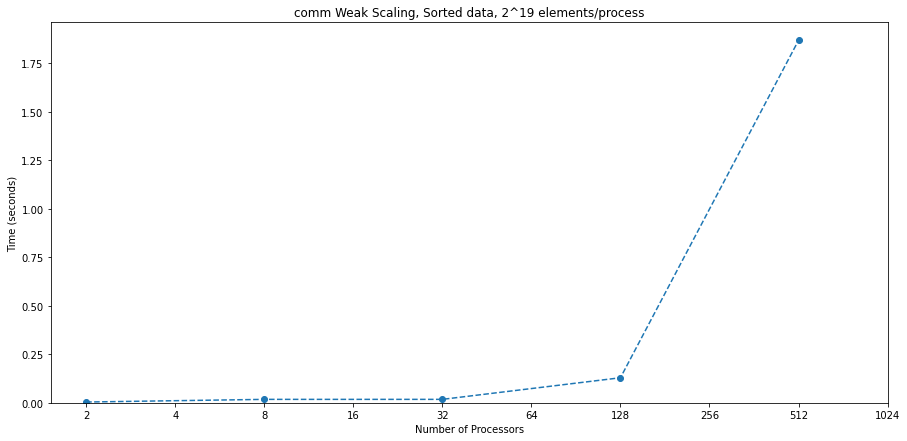 comm Weak Scaling, Sorted data, 2^19 elements/process
Time (seconds)
1.75
1.50
1.25
1.00
0.75
0.50
0.25
0.00
2 4 8 16 32 64 128 256 512 1024
Number of Processors